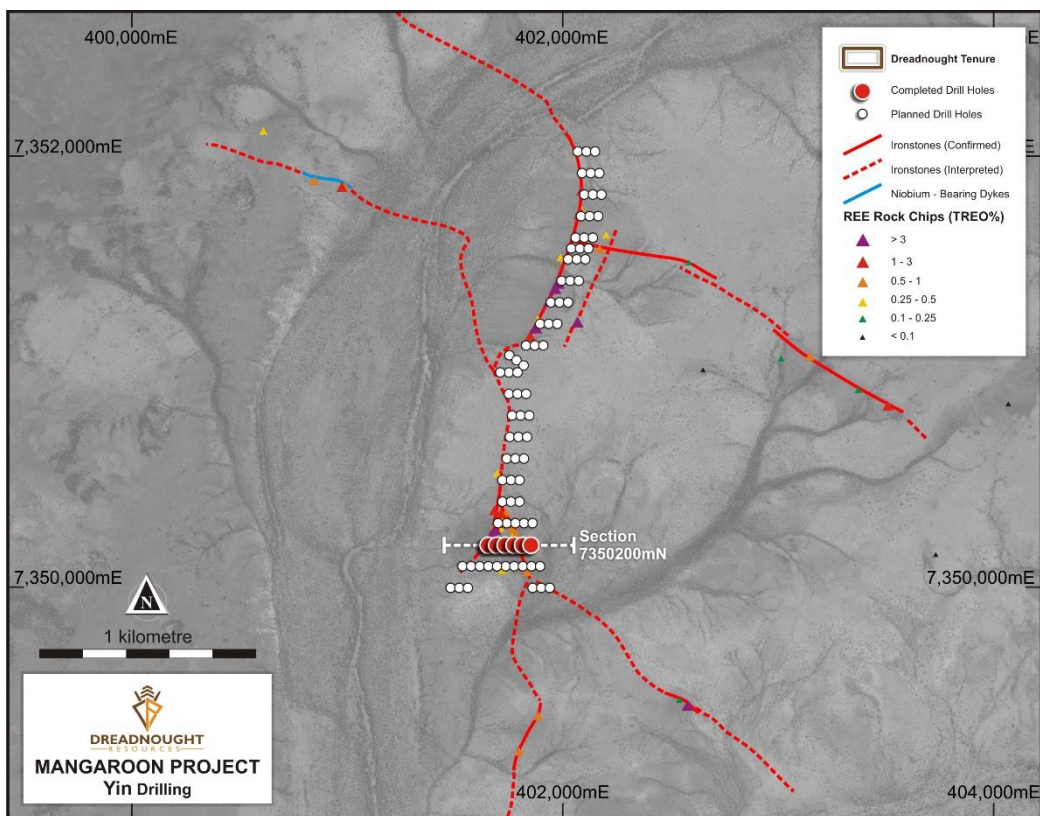 400,000mE
402,000mE
7,352,000mE
Dreadnought Tenure
Completed Drill Holes
Planned Drill Holes
Ironstones (Confirmed)
Ironstones (Interpreted)
Niobium - Bearing Dykes
REE Rock Chips (TREO%)
> 3
1 - 3
0.5 - 1
0.25 - 0.5
0.1 - 0.25
< 0.1
Section
7350200mN
7,350,000mE
7,350,000mE
N
1 kilometre
DREADNOUGHT
RESOURCES
MANGAROON PROJECT
Yin Drilling
402,000mE
404,000mE